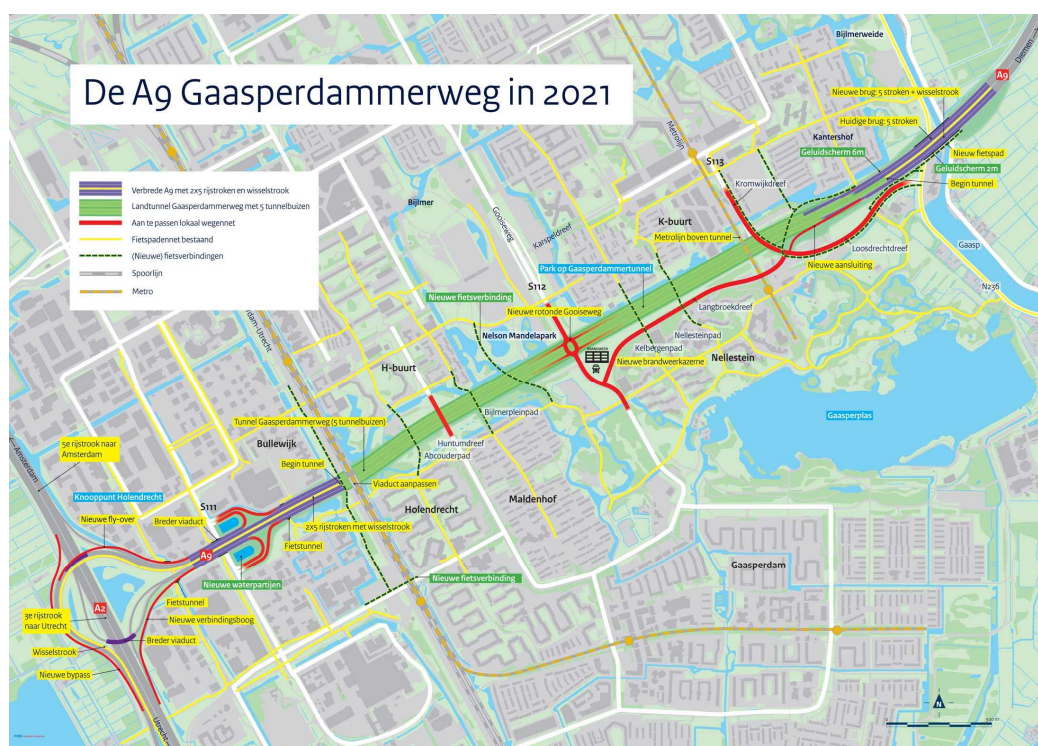 De A9 Gaasperdammerweg in 2021
Verbrede A9 met 2x5 rijstroken en wisselstrook
Landtunnel Gaasperdammerweg met 5 tunnelbuizen
Aan te passen lokaal wegennet
Fietspadennet bestaand
(Nieuwe) fietsverbindingen
Spoorlijn
Metro
Bijlmerweide
Diemen
A9
Nieuwe brug: 5 stroken + wisselstrook
Huidige brug: 5 stroken
Kantershof
Geluidscherm 6m
Nieuw fietspad
Geluidscherm 2m
Begin tunnel
Metrolijn
S113
Kromwijkdreef
K-buurt
Metrolijn boven tunnel
Loosdrechtdreef
Gaasp
Nieuwe aansluiting
N236
Bijlmer
Gooiseweg
Karspeldreef
Park op Gaasperdammertunnel
S112
Nieuwe fietsverbinding
Nieuwe rotonde Gooiseweg
Langbroekdreef
Nelson Mandelapark
BRANDWEER
Nellesteinpad
Kelbergenpad
Nellestein
Nieuwe brandweerkazerne
H-buurt
Gaasperplas
Bijlmerpleinpad
Tunnel Gaasperdammerweg (5 tunnelbuizen)
Huntumdreef
Abcouderpad
Bullewijk
Begin tunnel
Viaduct aanpassen
Maldenhof
Amsterdam
5e rijstrook naar
Amsterdam
Knooppunt Holendrecht
S111
Holendrecht
Nieuwe fly-over
Breder viaduct
2x5 rijstroken met wisselstrook
Fietstunnel
A9
Nieuwe waterpartijen
Nieuwe fietsverbinding
Gaasperdam
Fietstunnel
A2
3e rijstrook
naar Utrecht
Nieuwe verbindingsboog
Breder viaduct
Wisselstrook
Nieuwe bypass
Utrecht
N